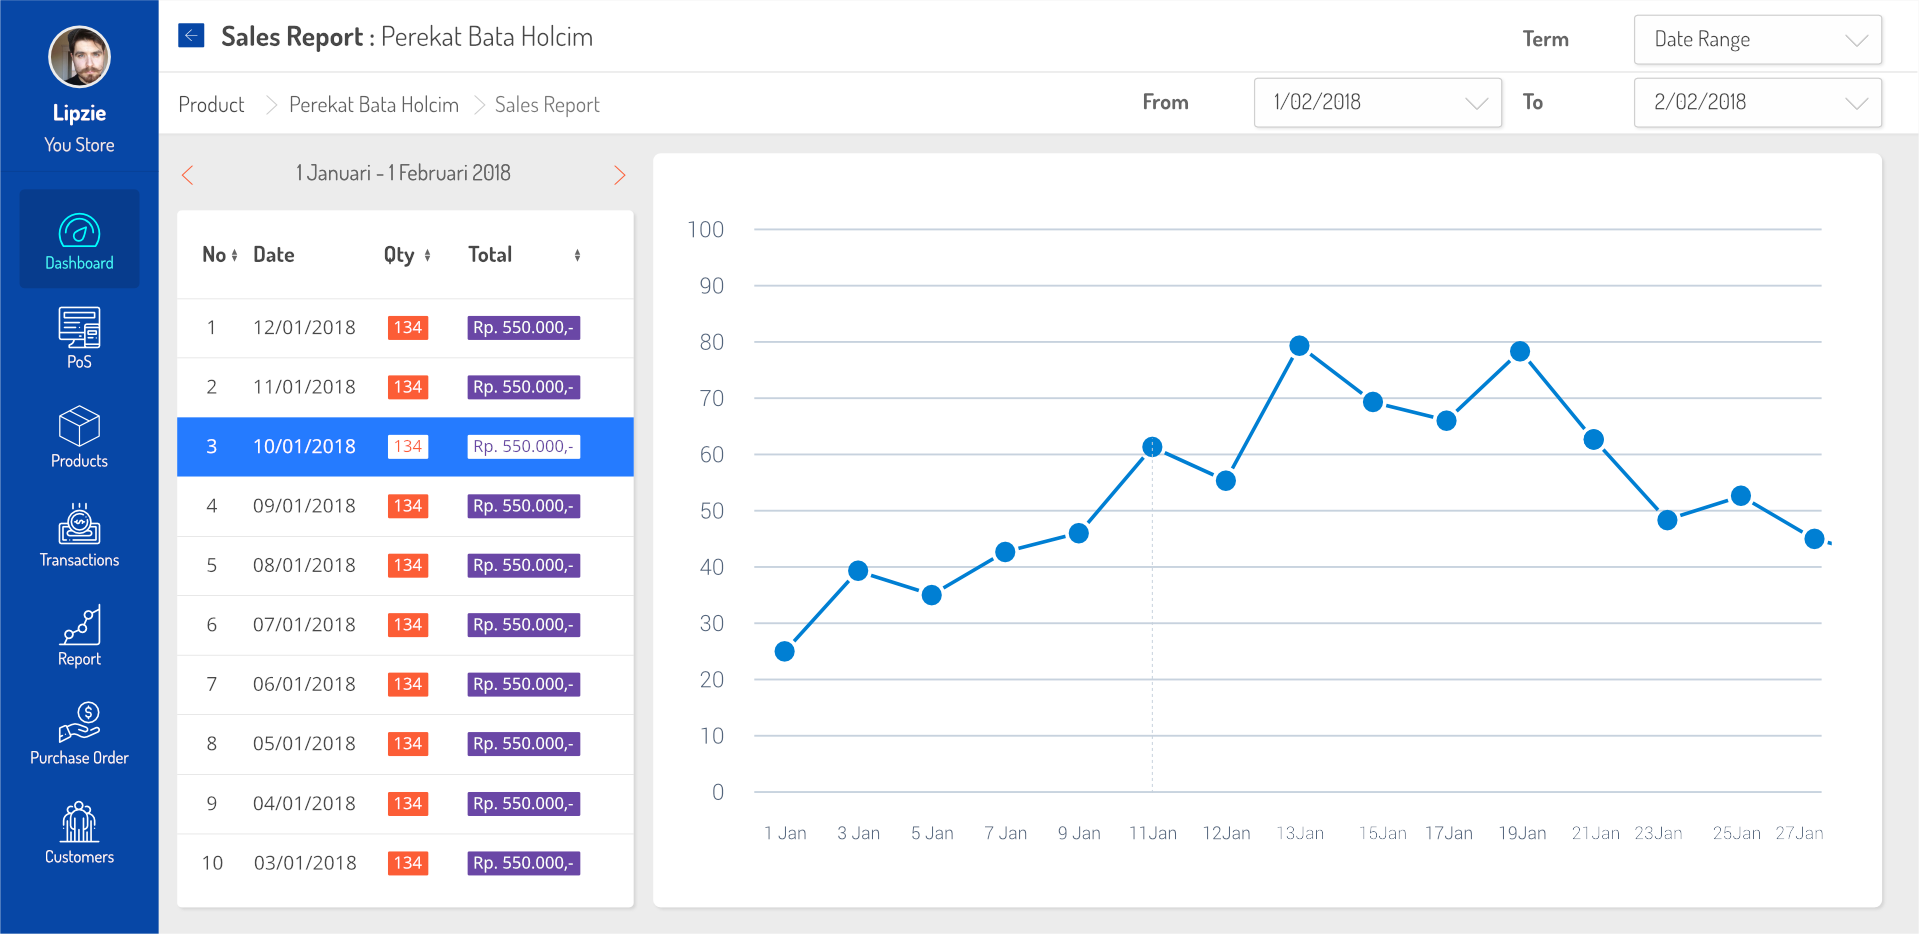 Lipzie
You Store
Dashboard
PoS
Products
Transactions
Report
Purchase Order
Customers
Sales Report : Perekat Bata Holcim
Term
Date Range
Product
Perekat Bata Holcim
Sales Report
From
1/02/2018
To
2/02/2018
1 Januari - 1 Februari 2018
No Date Qty Total
1 12/01/2018 134 Rp. 550.000,-
2 11/01/2018 134 Rp. 550.000,-
3 10/01/2018 134 Rp. 550.000,-
4 09/01/2018 134 Rp. 550.000,-
5 08/01/2018 134 Rp. 550.000,-
6 07/01/2018 134 Rp. 550.000,-
7 06/01/2018 134 Rp. 550.000,-
8 05/01/2018 134 Rp. 550.000,-
9 04/01/2018 134 Rp. 550.000,-
10 03/01/2018 134 Rp. 550.000,-
100
90
80
70
60
50
40
30
20
10
0
1 Jan 3 Jan 5 Jan 7 Jan 9 Jan 11Jan 12Jan 13Jan 15Jan 17Jan 19Jan 21Jan 23Jan 25Jan 27Jan